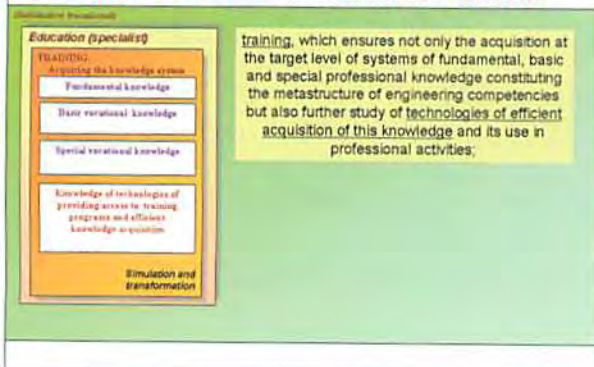 Education (specialist)
TRAINING:
Acquiring the knowledge system
Fundamental knowledge
Basic vocational knowledge
Special vocational knowledge
Knowledge of technologies of
providing access to training
programs and efficient
knowledge acquisition
Simulation and
transformation
training, which ensures not only the acquisition at
the target level of systems of fundamental, basic
and special professional knowledge constituting
the metastructure of engineering competencies
but also further study of technologies of efficient
acquisition of this knowledge and its use in
professional activities;